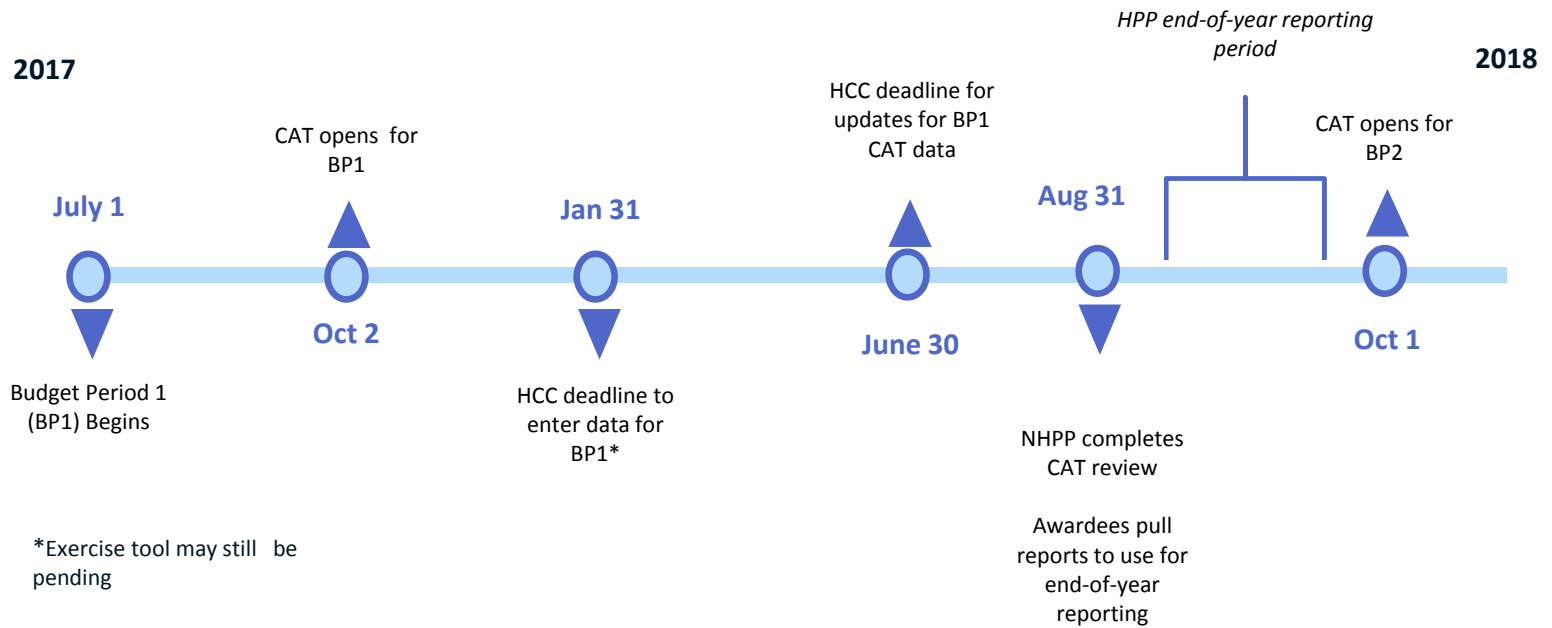 HPP end-of-year reporting
period
2017
2018
CAT opens for
BP1
HCC deadline for
updates for BP1
CAT data
CAT opens for
BP2
July 1
Jan 31
Aug 31
Oct 2
June 30
Oct 1
Budget Period 1
(BP1) Begins
HCC deadline to
enter data for
BP1*
NHPP completes
CAT review
Awardees pull
reports to use for
end-of-year
reporting
*Exercise tool may still be
pending